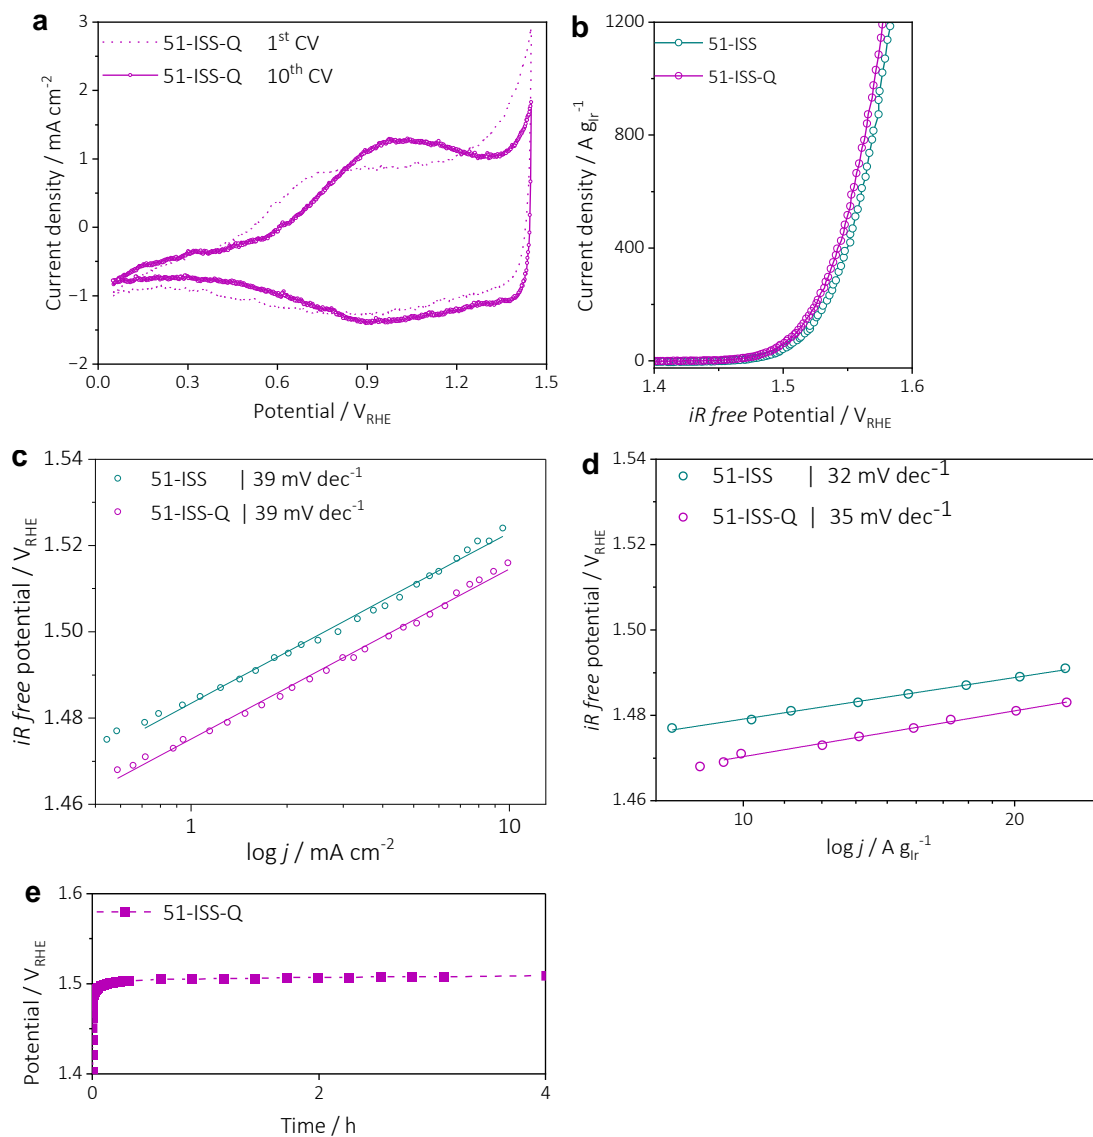 a
51-ISS-Q 1st CV
51-ISS-Q 10th CV
3
2
1
0
−1
−2
Current density / mA cm-2
0.0 0.3 0.6 0.9 1.2 1.5
Potential / VRHE
b
51-ISS
51-ISS-Q
1200
800
400
0
Current density / A gIr-1
1.4 1.5 1.6
iR free Potential / VRHE
c
51-ISS | 39 mV dec-1
51-ISS-Q | 39 mV dec-1
1.54
1.52
1.50
1.48
1.46
iR free potential / VRHE
1 10
log j / mA cm-2
d
51-ISS | 32 mV dec-1
51-ISS-Q | 35 mV dec-1
1.54
1.52
1.50
1.48
1.46
iR free potential / VRHE
10 20
log j / A gIr-1
e
51-ISS-Q
1.6
1.5
1.4
Potential / VRHE
0 2 4
Time / h